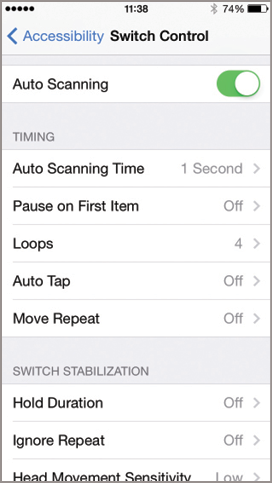 11:38 74%
Accessibility Switch Control
Auto Scanning
TIMING
Auto Scanning Time 1 Second
Pause on First Item Off
Loops 4
Auto Tap Off
Move Repeat Off
SWITCH STABILIZATION
Hold Duration Off
Ignore Repeat Off
Head Movement Sensitivity Low